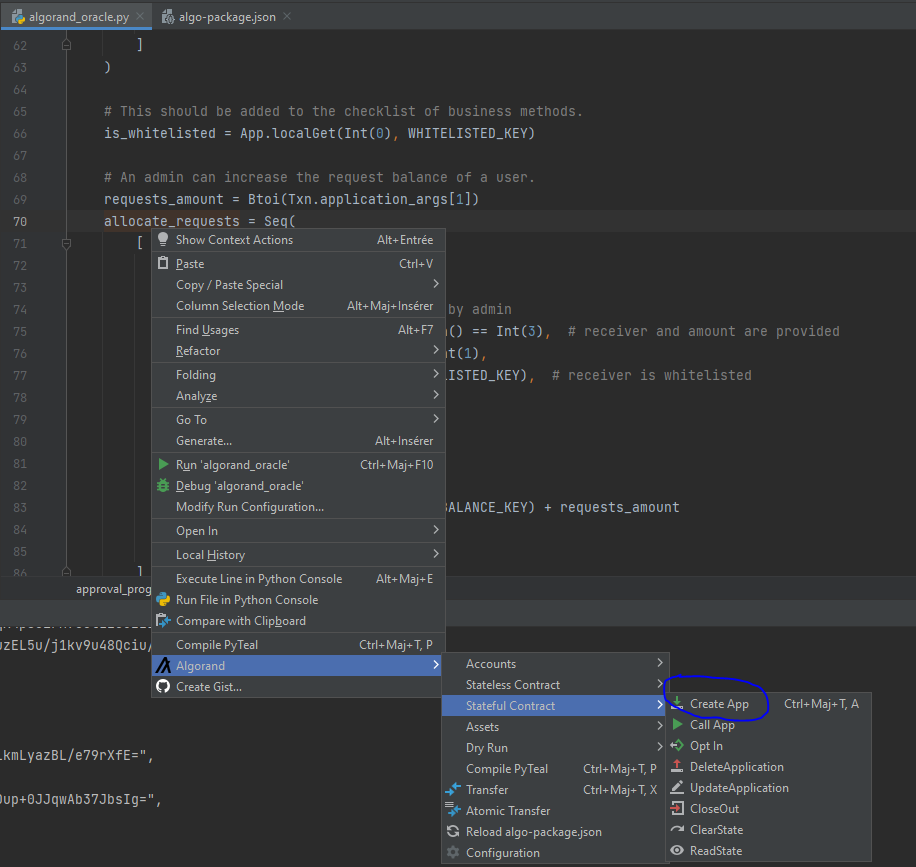 algorand_oracle.py
algo-package.json
62 ]
63 )
64
65 # This should be added to the checklist of business methods.
66 is_whitelisted = App.localGet(Int(0), WHITELISTED_KEY)
67
68 # An admin can increase the request balance of a user.
69 requests_amount = Btoi(Txn.application_args[1])
70 allocate_requests = Seq(
71 [
72
73
74 by admin
75 () == Int(3),  # receiver and amount are provided
76 t(1),
77 ISTED_KEY),  # receiver is whitelisted
78
79
80
81
82
83 BALANCE_KEY) + requests_amount
84
85
86 ]
Show Context Actions Alt+Entrée
Paste Ctrl+V
Copy / Paste Special
Column Selection Mode Alt+Maj+Insérer
Find Usages Alt+F7
Refactor
Folding
Analyze
Go To
Generate... Alt+Insérer
Run 'algorand_oracle' Ctrl+Maj+F10
Debug 'algorand_oracle'
Modify Run Configuration...
Open In
Local History
Execute Line in Python Console Alt+Maj+E
Run File in Python Console
Compare with Clipboard
Compile PyTeal Ctrl+Maj+T, P
Algorand
Create Gist...
Accounts
Stateless Contract
Stateful Contract
Assets
Dry Run
Compile PyTeal Ctrl+Maj+T, P
Transfer Ctrl+Maj+T, X
Atomic Transfer
Reload algo-package.json
Configuration
Create App Ctrl+Maj+T, A
Call App
Opt In
DeleteApplication
UpdateApplication
CloseOut
ClearState
ReadState
approval_prog
uzEL5u/j1kv9u48Qciu/
LkmLyazBL/e79rXfE=",
0up+0JJqwAb37JbsIg=",